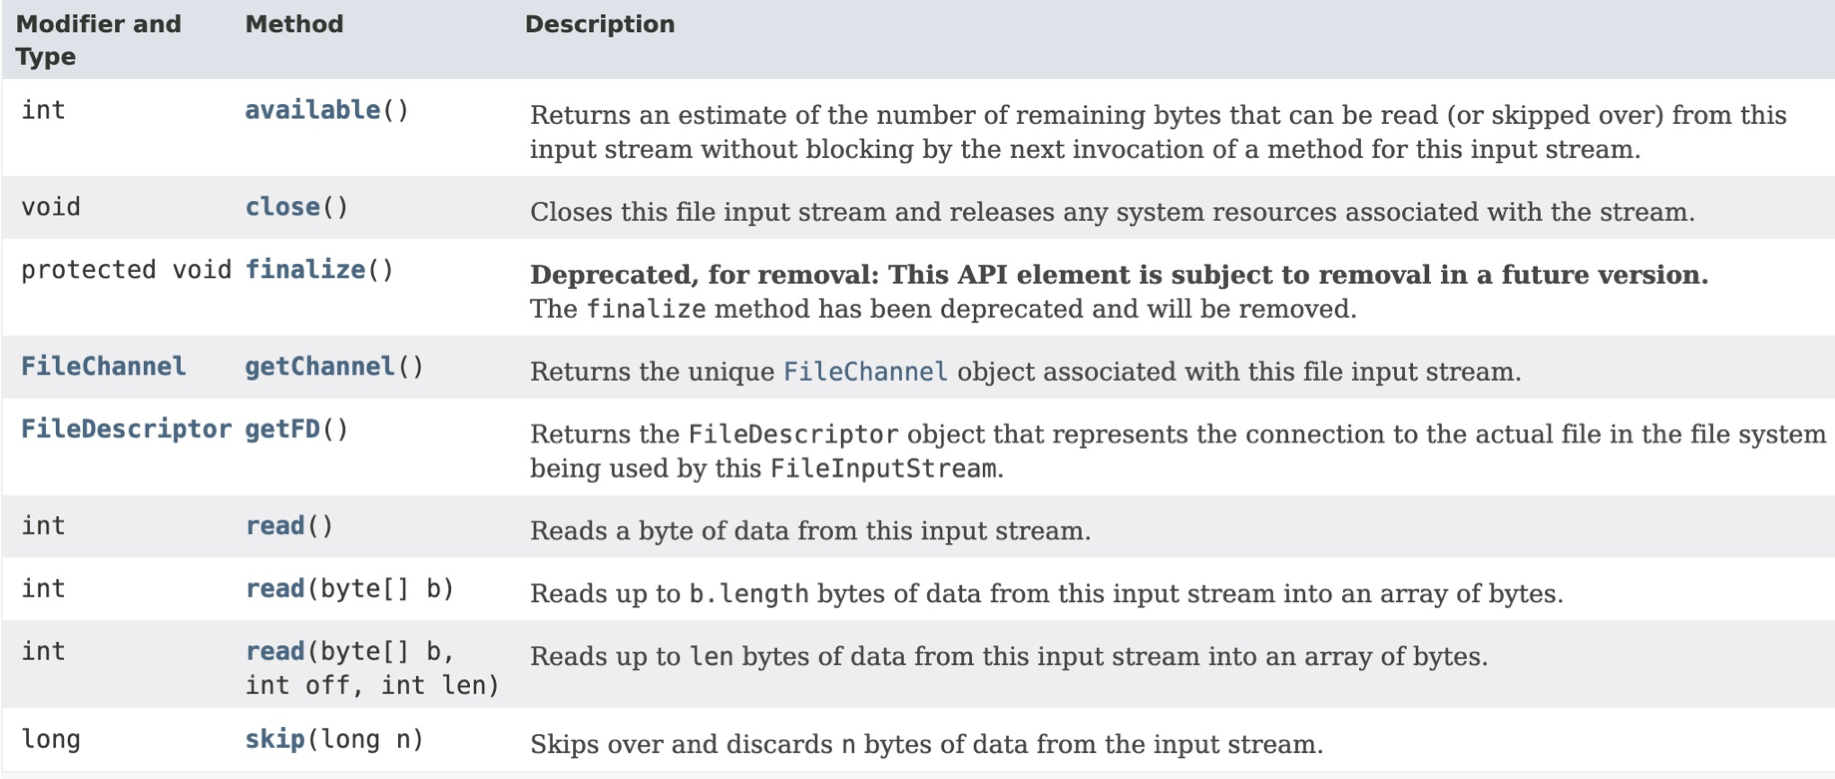 Modifier and Type Method Description
int available() Returns an estimate of the number of remaining bytes that can be read (or skipped over) from this
input stream without blocking by the next invocation of a method for this input stream.
void close() Closes this file input stream and releases any system resources associated with the stream.
protected void finalize() Deprecated, for removal: This API element is subject to removal in a future version.
The finalize method has been deprecated and will be removed.
FileChannel getChannel() Returns the unique FileChannel object associated with this file input stream.
FileDescriptor getFD() Returns the FileDescriptor object that represents the connection to the actual file in the file system
being used by this FileInputStream.
int read() Reads a byte of data from this input stream.
int read(byte[] b) Reads up to b.length bytes of data from this input stream into an array of bytes.
int read(byte[] b, int off, int len) Reads up to len bytes of data from this input stream into an array of bytes.
long skip(long n) Skips over and discards n bytes of data from the input stream.